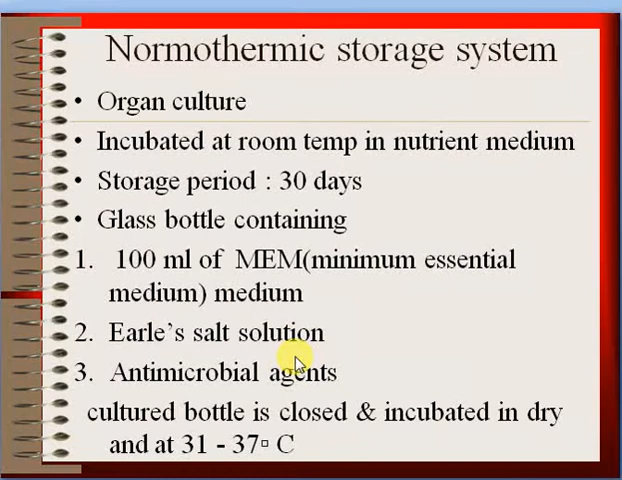 Normothermic storage system
• Organ culture
• Incubated at room temp in nutrient medium
• Storage period : 30 days
• Glass bottle containing
1. 100 ml of MEM(minimum essential
medium) medium
2. Earle's salt solution
3. Antimicrobial agents
cultured bottle is closed & incubated in dry
and at 31 - 37▫ C